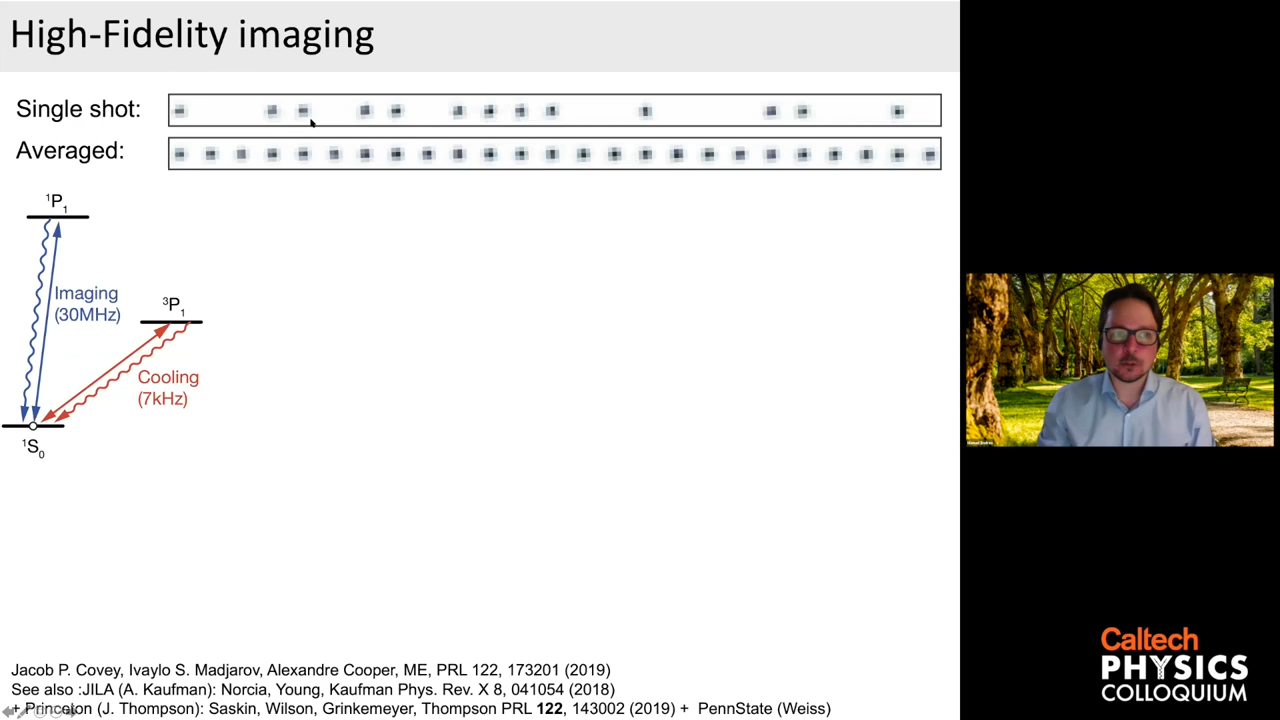 High-Fidelity imaging
Single shot:
Averaged:
¹P₁
Imaging
(30MHz)
³P₁
Cooling
(7kHz)
¹S₀
Jacob P. Covey, Ivaylo S. Madjarov, Alexandre Cooper, ME, PRL 122, 173201 (2019)
See also :JILA (A. Kaufman): Norcia, Young, Kaufman Phys. Rev. X 8, 041054 (2018)
+ Princeton (J. Thompson): Saskin, Wilson, Grinkemeyer, Thompson PRL 122, 143002 (2019) + PennState (Weiss)
Caltech
PHYSICS
COLLOQUIUM